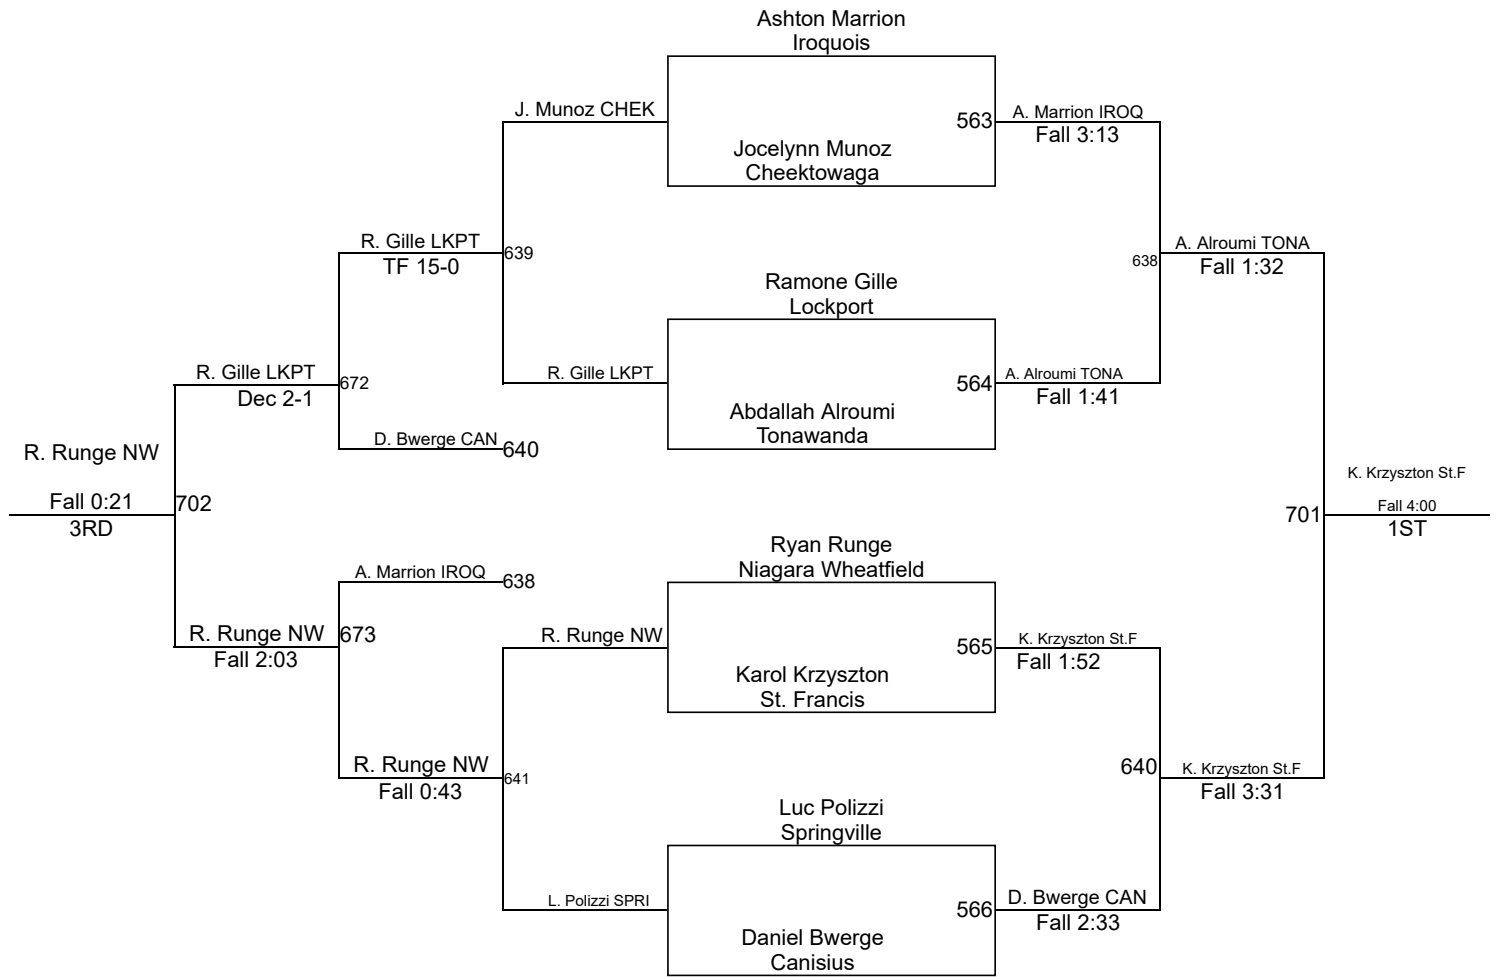 Ashton Marrion
Iroquois
J. Munoz CHEK
563
A. Marrion IROQ
Fall 3:13
Jocelynn Munoz
Cheektowaga
R. Gille LKPT
TF 15-0
639
638
A. Alroumi TONA
Fall 1:32
Ramone Gille
Lockport
R. Gille LKPT
Dec 2-1
672
R. Gille LKPT
564
A. Alroumi TONA
Fall 1:41
Abdallah Alroumi
Tonawanda
D. Bwerge CAN
640
R. Runge NW
Fall 0:21
3RD
702
701
K. Krzyszton St.F
Fall 4:00
1ST
Ryan Runge
Niagara Wheatfield
A. Marrion IROQ
638
R. Runge NW
Fall 2:03
673
R. Runge NW
565
K. Krzyszton St.F
Fall 1:52
Karol Krzyszton
St. Francis
R. Runge NW
Fall 0:43
641
640
K. Krzyszton St.F
Fall 3:31
Luc Polizzi
Springville
L. Polizzi SPRI
566
D. Bwerge CAN
Fall 2:33
Daniel Bwerge
Canisius